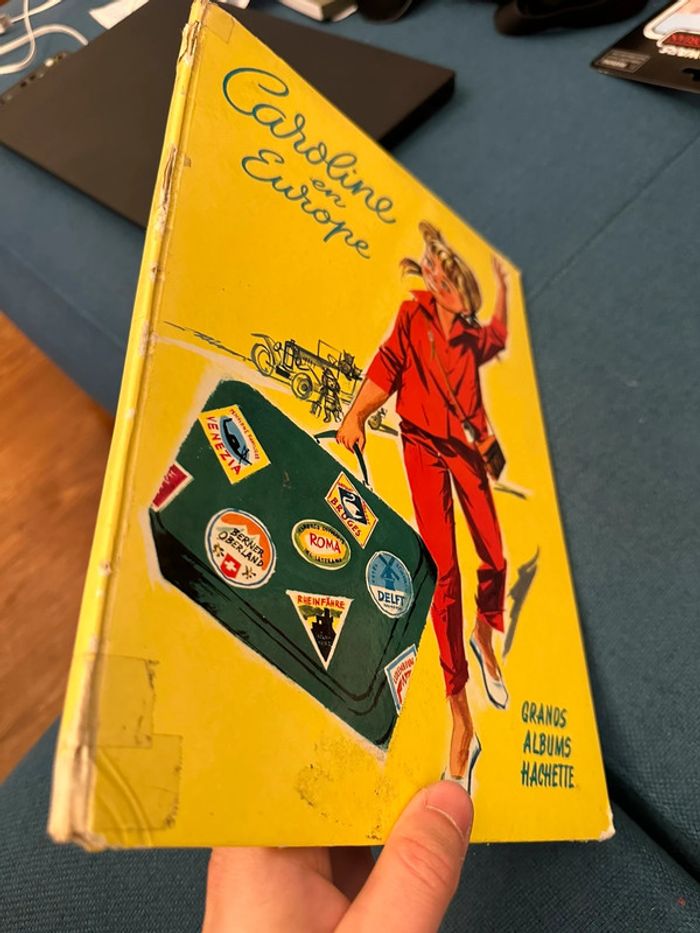 Caroline
en
Europe
VENEZIA
BRUGES
BERNER
OBERLAND
ROMA
DELFT
RHEINFÄHRE
GRANDS
ALBUMS
HACHETTE